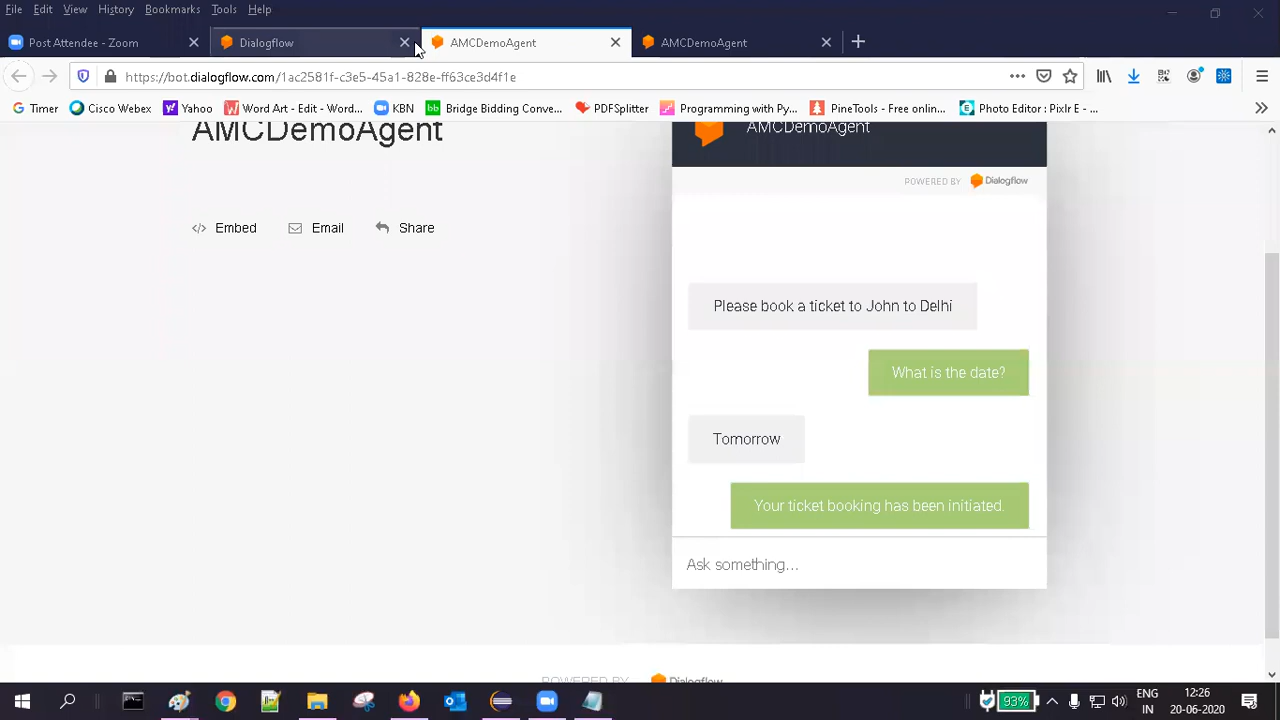 File Edit View History Bookmarks Tools Help
Post Attendee - Zoom Dialogflow AMCDemoAgent AMCDemoAgent
https://bot.dialogflow.com/1ac2581f-c3e5-45a1-828e-ff63ce3d4f1e
Timer Cisco Webex Yahoo Word Art - Edit - Word... KBN Bridge Bidding Conve... PDFSplitter Programming with Py... PineTools - Free onlin... Photo Editor : Pixlr E - ...
AMCDemoAgent
Embed Email Share
AMCDemoAgent
POWERED BY Dialogflow
Please book a ticket to John to Delhi
What is the date?
Tomorrow
Your ticket booking has been initiated.
Ask something...
POWERED BY Dialogflow
93% ENG 12:26
IN 20-06-2020